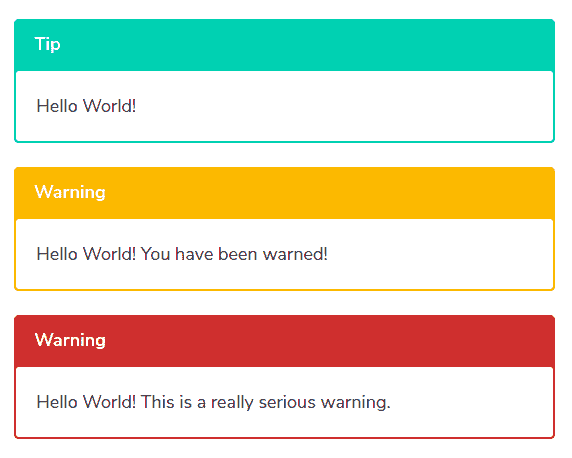 Tip
Hello World!
Warning
Hello World! You have been warned!
Warning
Hello World! This is a really serious warning.